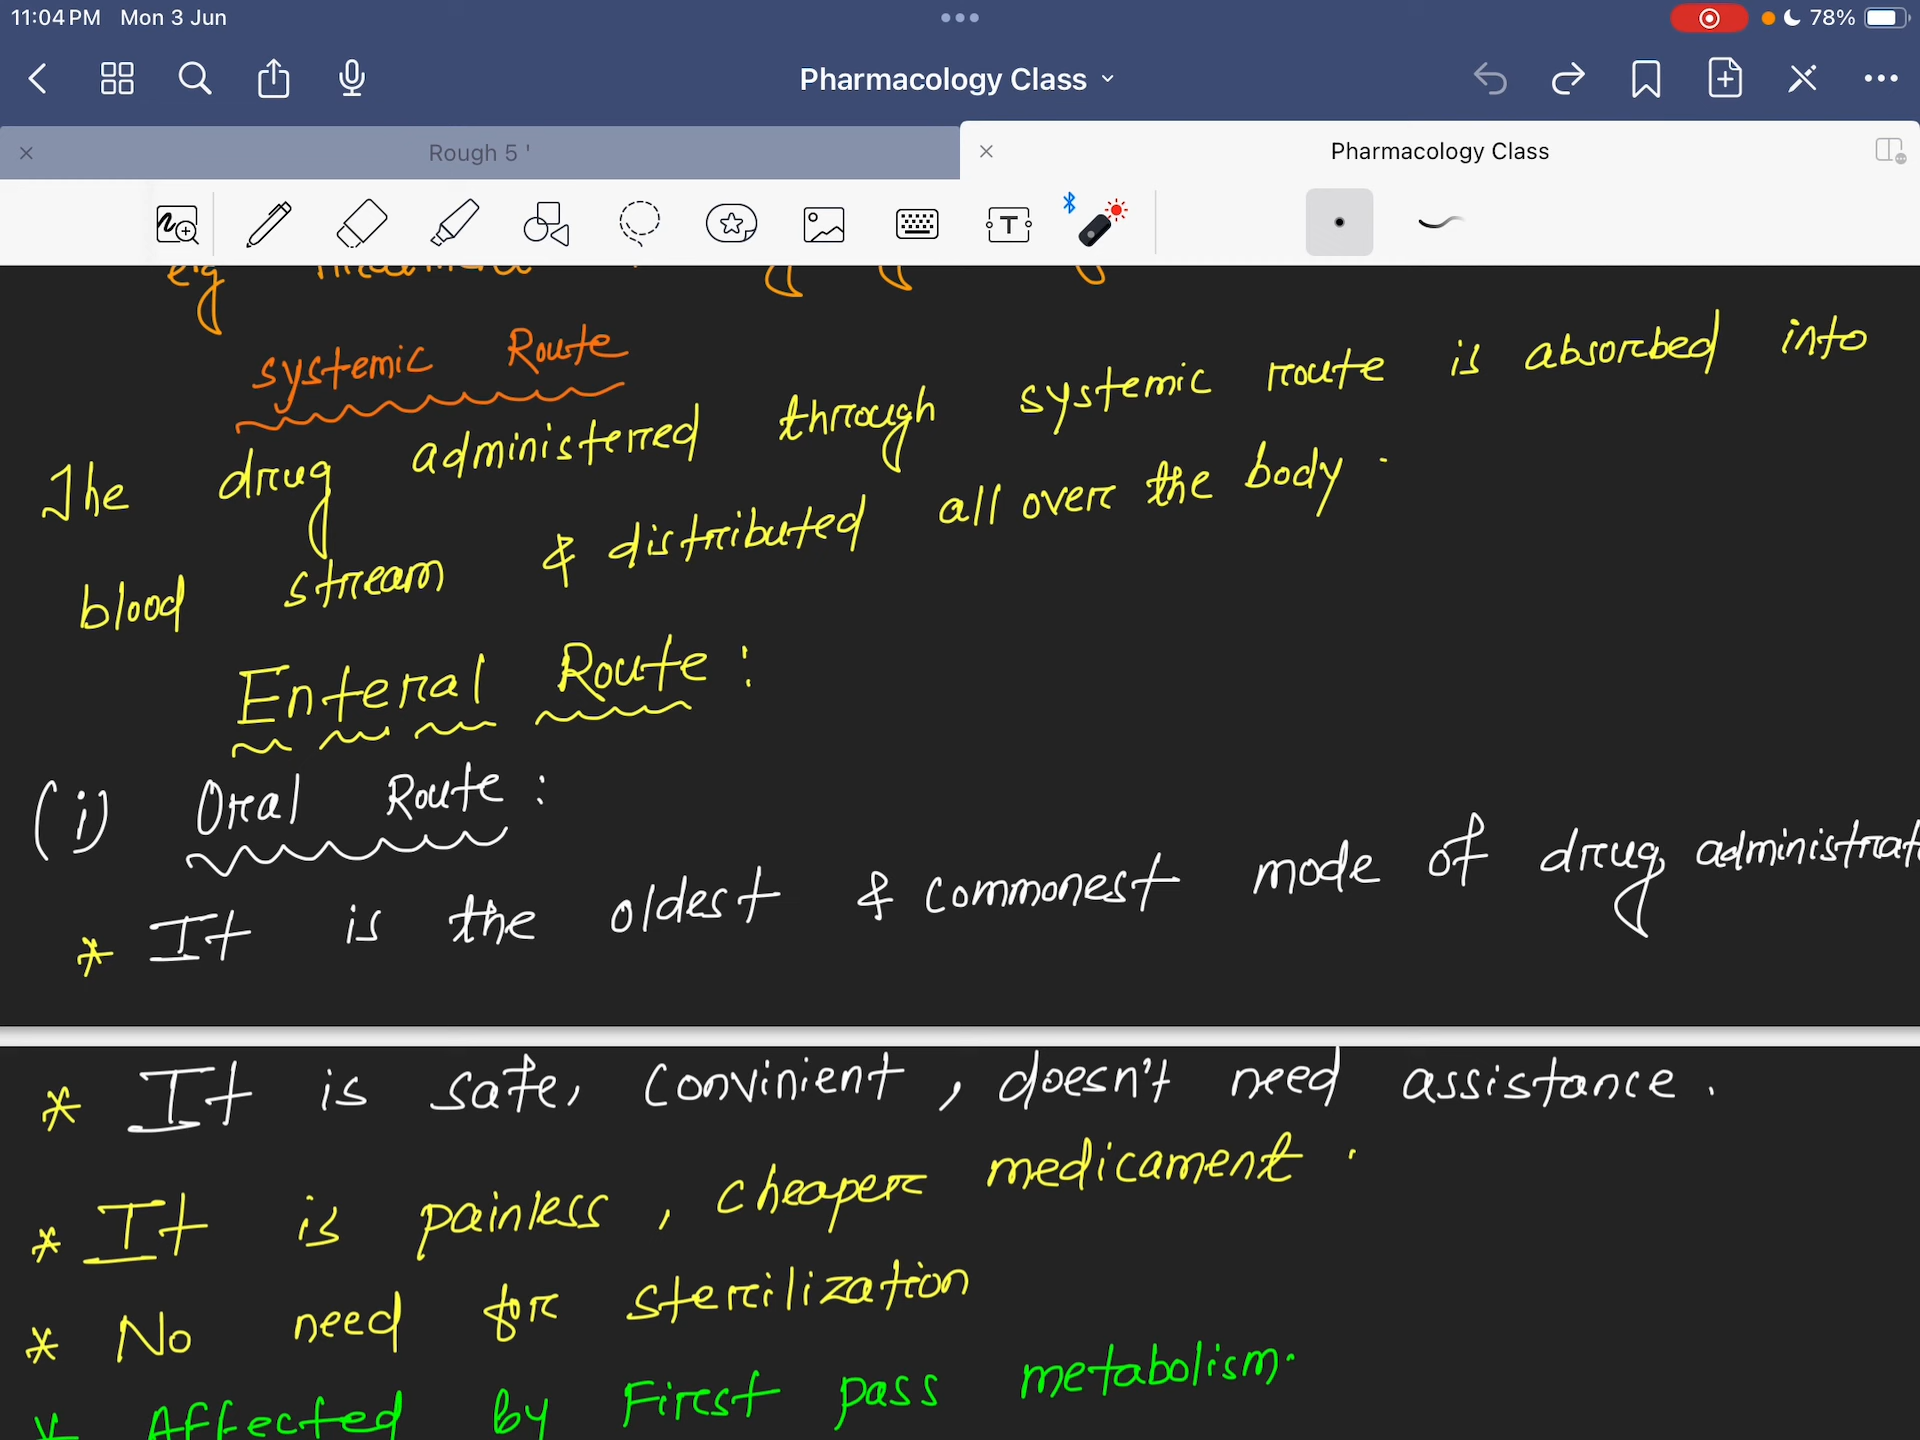 11:04 PM Mon 3 Jun
78%
Pharmacology Class
Rough 5 '
Pharmacology Class
eg
systemic Route
The drug administerred through systemic route is absorbed into
blood stream & distributed all over the body.
Enteral Route :
(i) Oral Route :
* It is the oldest & commonest mode of drug administrat
* It is safe, convinient, doesn't need assistance.
* It is painless, cheaper medicament.
* No need for sterilization
* Affected by First pass metabolism.